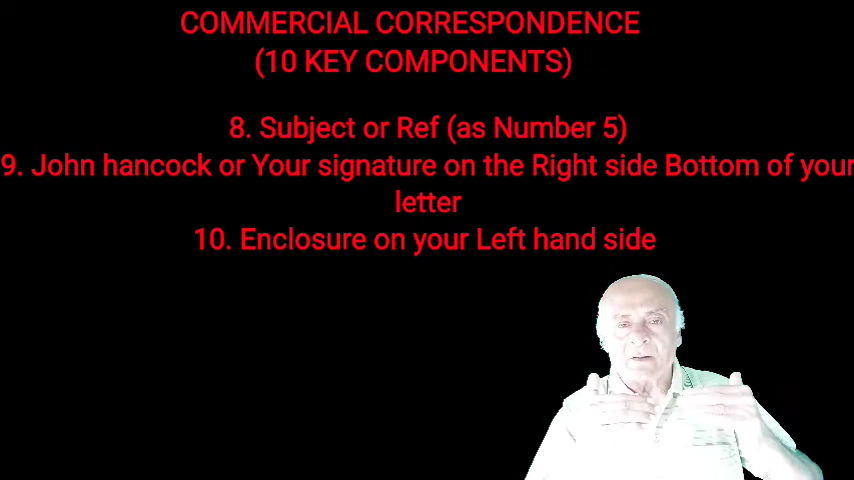 COMMERCIAL CORRESPONDENCE
(10 KEY COMPONENTS)
8. Subject or Ref (as Number 5)
9. John hancock or Your signature on the Right side Bottom of your
letter
10. Enclosure on your Left hand side